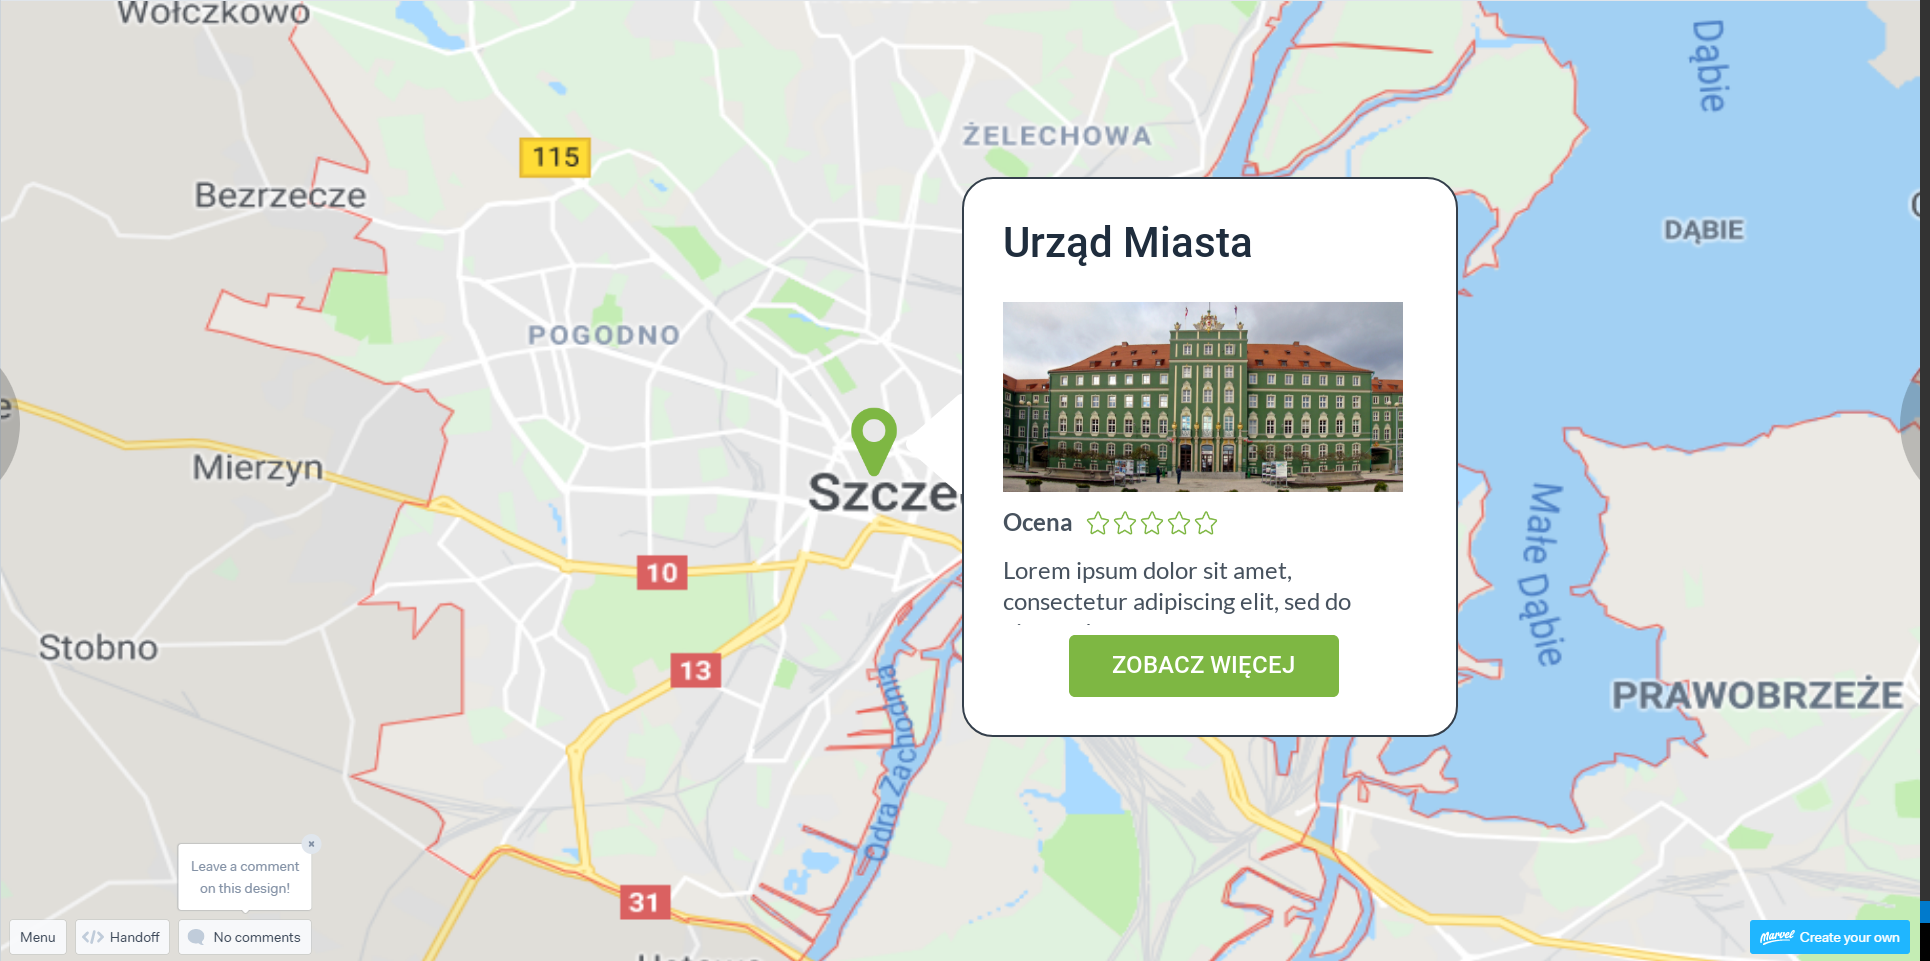 Wołczkowo
Dąbie
115
ŻELECHOWA
Bezrzecze
DĄBIE
Urząd Miasta
POGODNO
Mierzyn
Szcze
Małe Dąbie
Ocena
Lorem ipsum dolor sit amet,
consectetur adipiscing elit, sed do
10
Stobno
13
ZOBACZ WIĘCEJ
PRAWOBRZEŻE
Odra Zachodnia
31
Leave a comment
on this design!
Menu
Handoff
No comments
Marvel Create your own